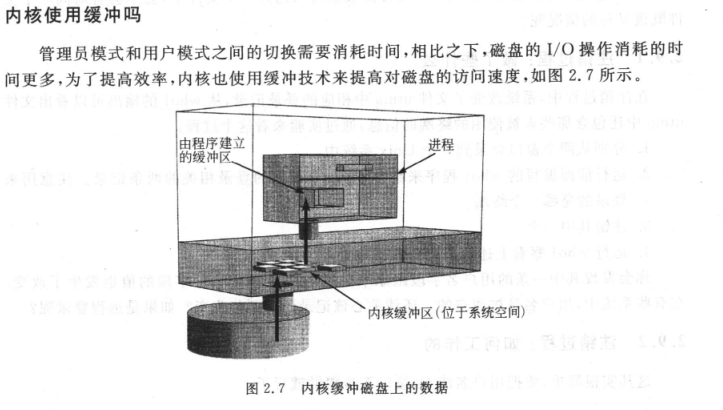 内核使用缓冲吗
管理员模式和用户模式之间的切换需要消耗时间,相比之下,磁盘的 I/O 操作消耗的时
间更多,为了提高效率,内核也使用缓冲技术来提高对磁盘的访问速度,如图 2.7 所示。
由程序建立
的缓冲区
进程
内核缓冲区(位于系统空间)
图 2.7 内核缓冲磁盘上的数据